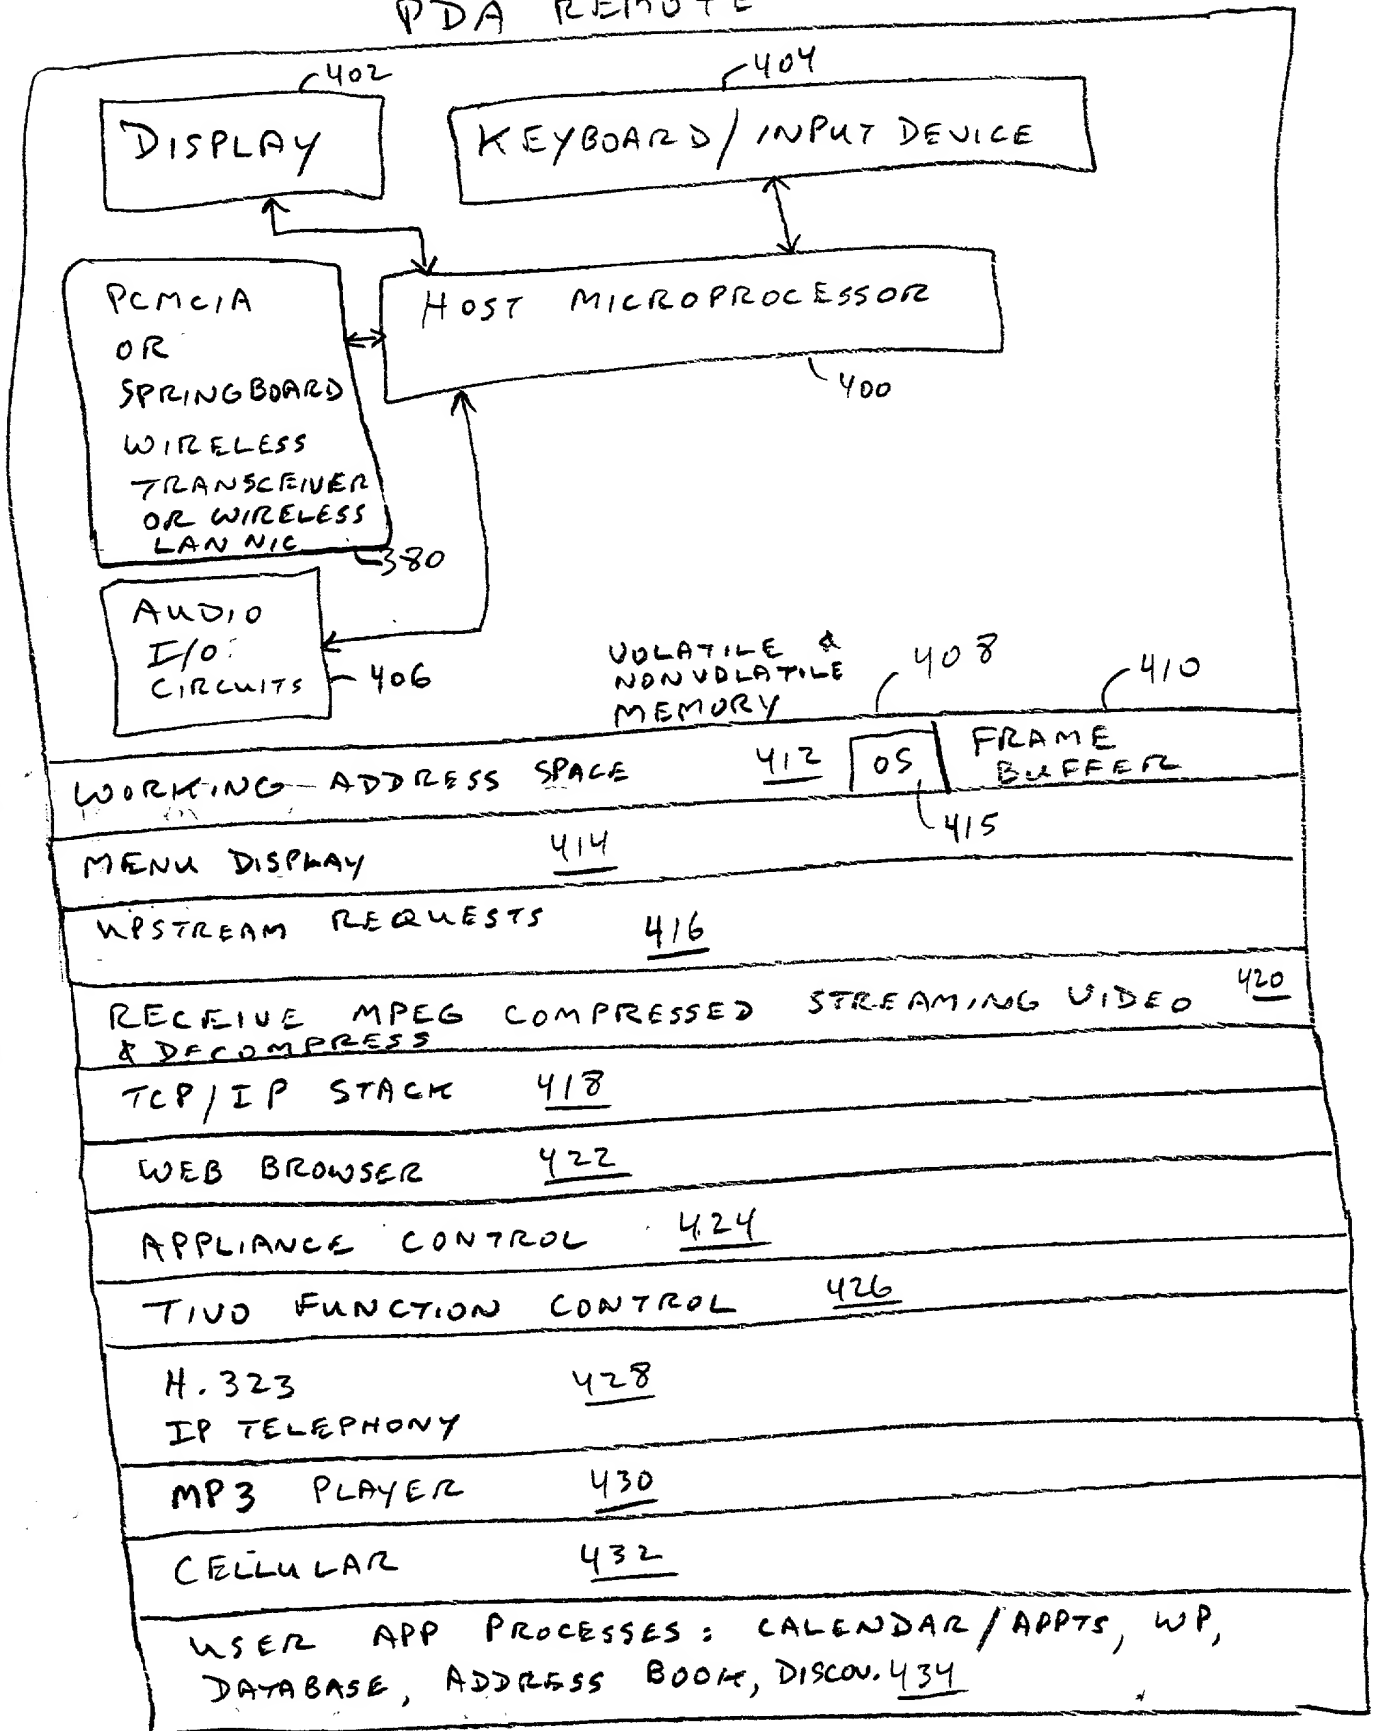 PDA REMOTE
402
404
DISPLAY
KEYBOARD/INPUT DEVICE
PCMCIA
OR
SPRINGBOARD
WIRELESS
TRANSCEIVER
OR WIRELESS
LAN NIC
380
HOST MICROPROCESSOR
400
AUDIO
I/O
CIRCUITS
406
VOLATILE &
NONVOLATILE
MEMORY
408
410
WORKING ADDRESS SPACE 412
OS
415
FRAME
BUFFER
MENU DISPLAY 414
UPSTREAM REQUESTS 416
RECEIVE MPEG COMPRESSED STREAMING VIDEO 420
& DECOMPRESS
TCP/IP STACK 418
WEB BROWSER 422
APPLIANCE CONTROL 424
TIVO FUNCTION CONTROL 426
H.323 428
IP TELEPHONY
MP3 PLAYER 430
CELLULAR 432
USER APP PROCESSES: CALENDAR/APPTS, WP,
DATABASE, ADDRESS BOOK, DISCOV. 434